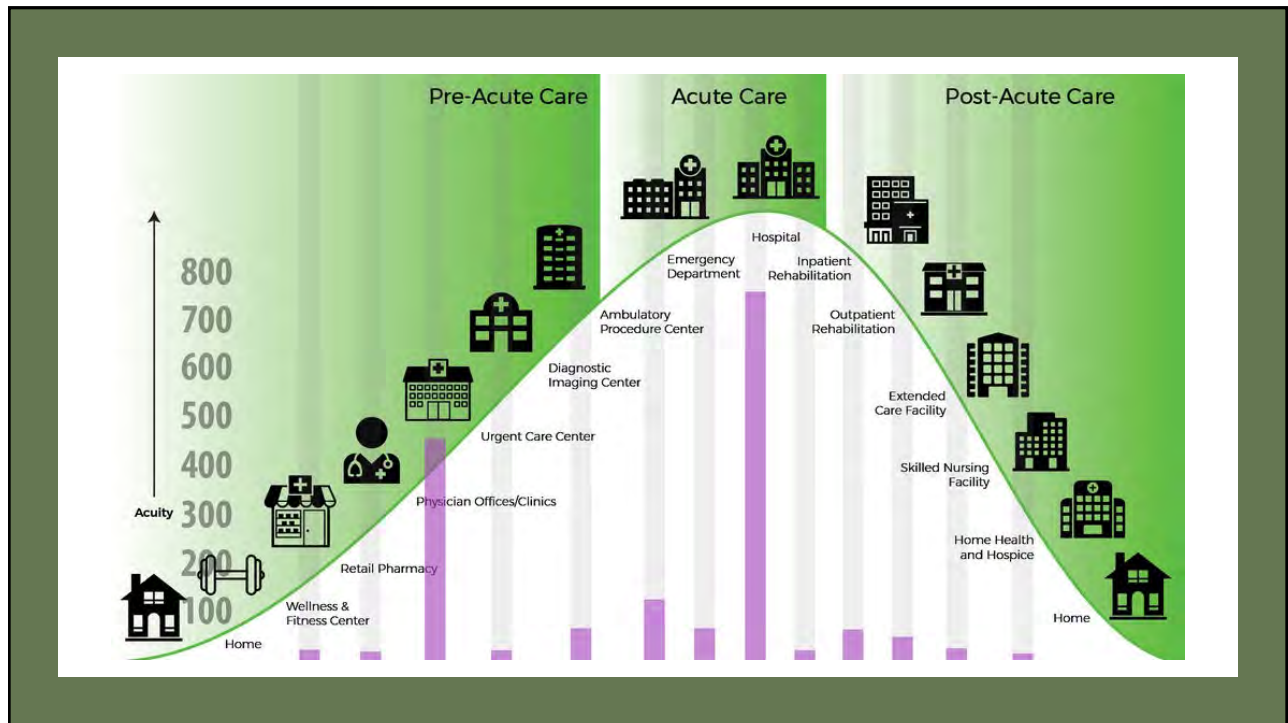 Pre-Acute Care
Acute Care
Post-Acute Care
800
700
600
500
400
300
200
100
Acuity
Home
Wellness &
Fitness Center
Retail Pharmacy
Physician Offices/Clinics
Urgent Care Center
Diagnostic
Imaging Center
Ambulatory
Procedure Center
Emergency
Department
Hospital
Inpatient
Rehabilitation
Outpatient
Rehabilitation
Extended
Care Facility
Skilled Nursing
Facility
Home Health
and Hospice
Home